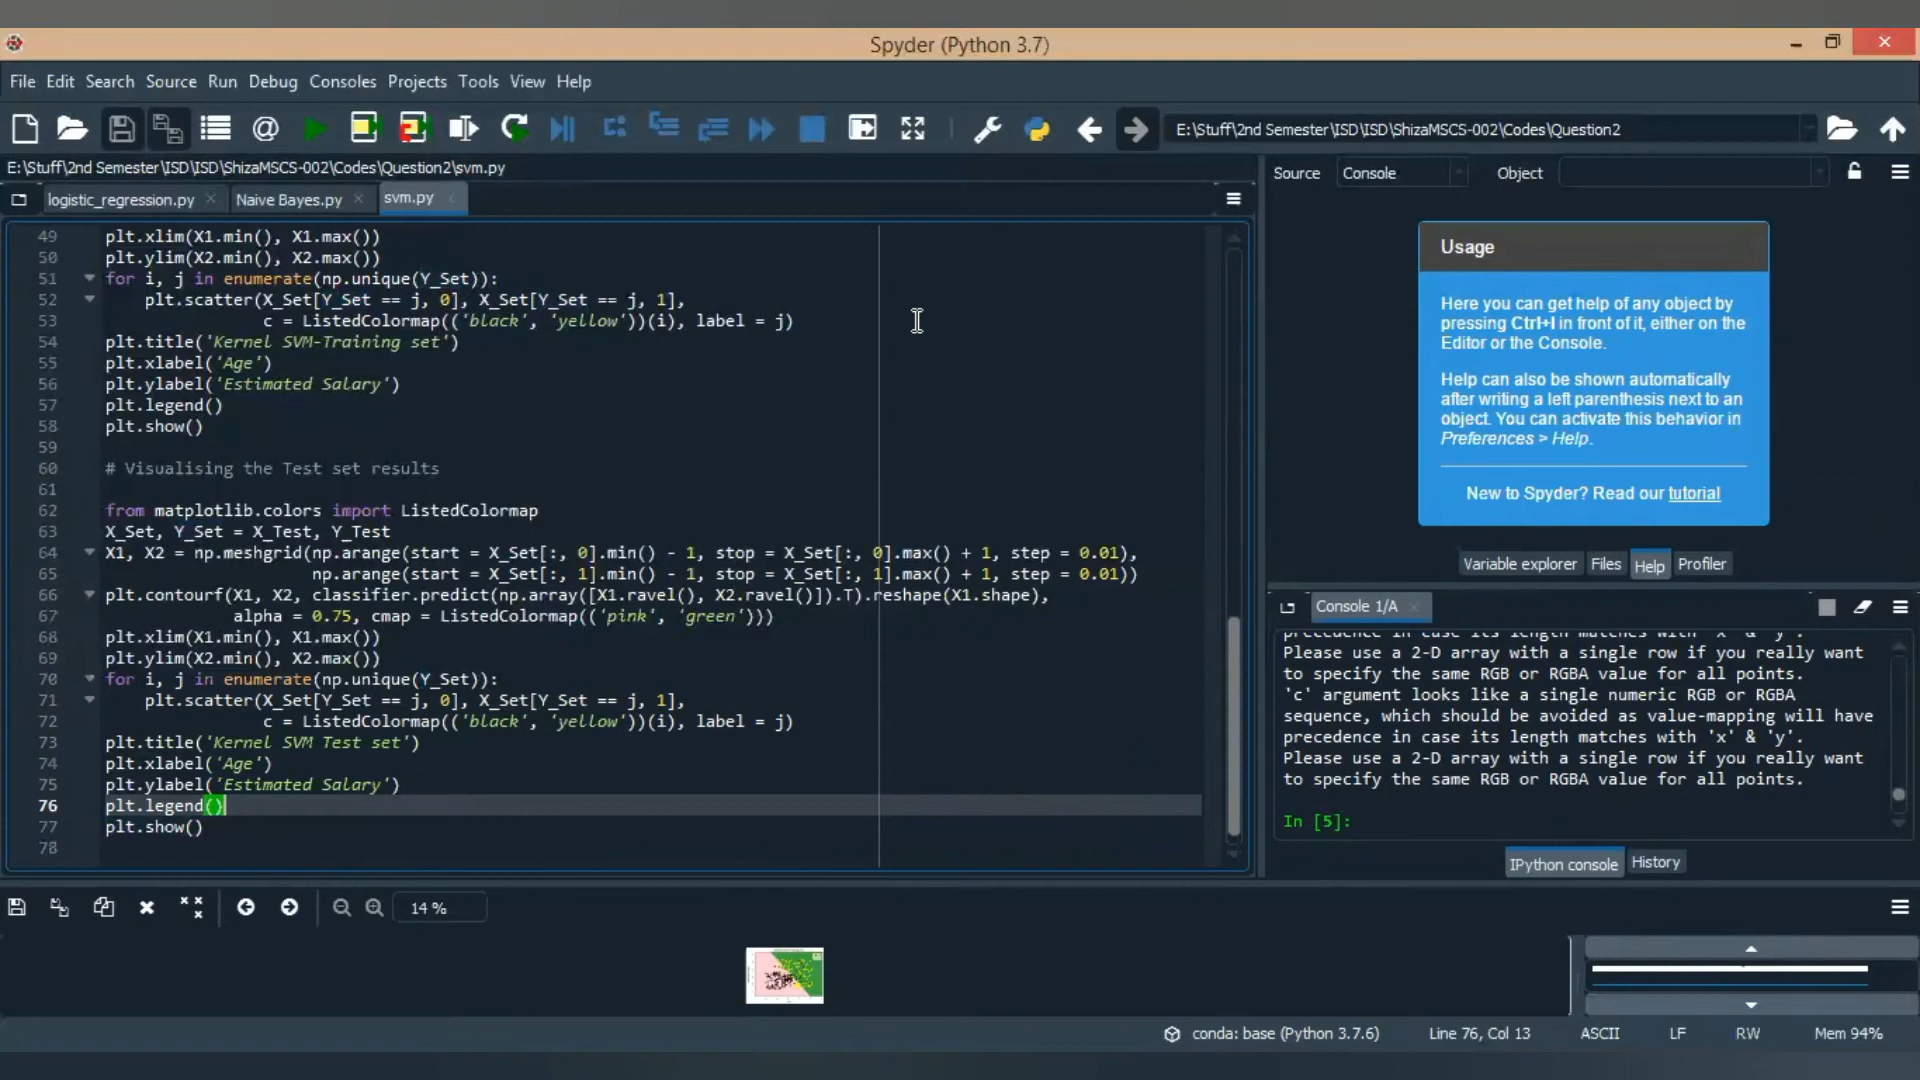 Spyder (Python 3.7)
File Edit Search Source Run Debug Consoles Projects Tools View Help
E:\Stuff\2nd Semester\ISD\ISD\ShizaMSCS-002\Codes\Question2
E:\Stuff\2nd Semester\ISD\ISD\ShizaMSCS-002\Codes\Question2\svm.py
logistic_regression.py Naive Bayes.py svm.py
49 plt.xlim(X1.min(), X1.max())
50 plt.ylim(X2.min(), X2.max())
51 for i, j in enumerate(np.unique(Y_Set)):
52 plt.scatter(X_Set[Y_Set == j, 0], X_Set[Y_Set == j, 1],
53 c = ListedColormap(('black', 'yellow'))(i), label = j)
54 plt.title('Kernel SVM-Training set')
55 plt.xlabel('Age')
56 plt.ylabel('Estimated Salary')
57 plt.legend()
58 plt.show()
59
60 # Visualising the Test set results
61
62 from matplotlib.colors import ListedColormap
63 X_Set, Y_Set = X_Test, Y_Test
64 X1, X2 = np.meshgrid(np.arange(start = X_Set[:, 0].min() - 1, stop = X_Set[:, 0].max() + 1, step = 0.01),
65 np.arange(start = X_Set[:, 1].min() - 1, stop = X_Set[:, 1].max() + 1, step = 0.01))
66 plt.contourf(X1, X2, classifier.predict(np.array([X1.ravel(), X2.ravel()]).T).reshape(X1.shape),
67 alpha = 0.75, cmap = ListedColormap(('pink', 'green')))
68 plt.xlim(X1.min(), X1.max())
69 plt.ylim(X2.min(), X2.max())
70 for i, j in enumerate(np.unique(Y_Set)):
71 plt.scatter(X_Set[Y_Set == j, 0], X_Set[Y_Set == j, 1],
72 c = ListedColormap(('black', 'yellow'))(i), label = j)
73 plt.title('Kernel SVM Test set')
74 plt.xlabel('Age')
75 plt.ylabel('Estimated Salary')
76 plt.legend()
77 plt.show()
78
Source Console Object
Usage
Here you can get help of any object by
pressing Ctrl+I in front of it, either on the
Editor or the Console.
Help can also be shown automatically
after writing a left parenthesis next to an
object. You can activate this behavior in
Preferences > Help.
New to Spyder? Read our tutorial
Variable explorer Files Help Profiler
Console 1/A
precedence in case its length matches with 'x' & 'y'.
Please use a 2-D array with a single row if you really want
to specify the same RGB or RGBA value for all points.
'c' argument looks like a single numeric RGB or RGBA
sequence, which should be avoided as value-mapping will have
precedence in case its length matches with 'x' & 'y'.
Please use a 2-D array with a single row if you really want
to specify the same RGB or RGBA value for all points.
In [5]:
IPython console History
14 %
conda: base (Python 3.7.6) Line 76, Col 13 ASCII LF RW Mem 94%